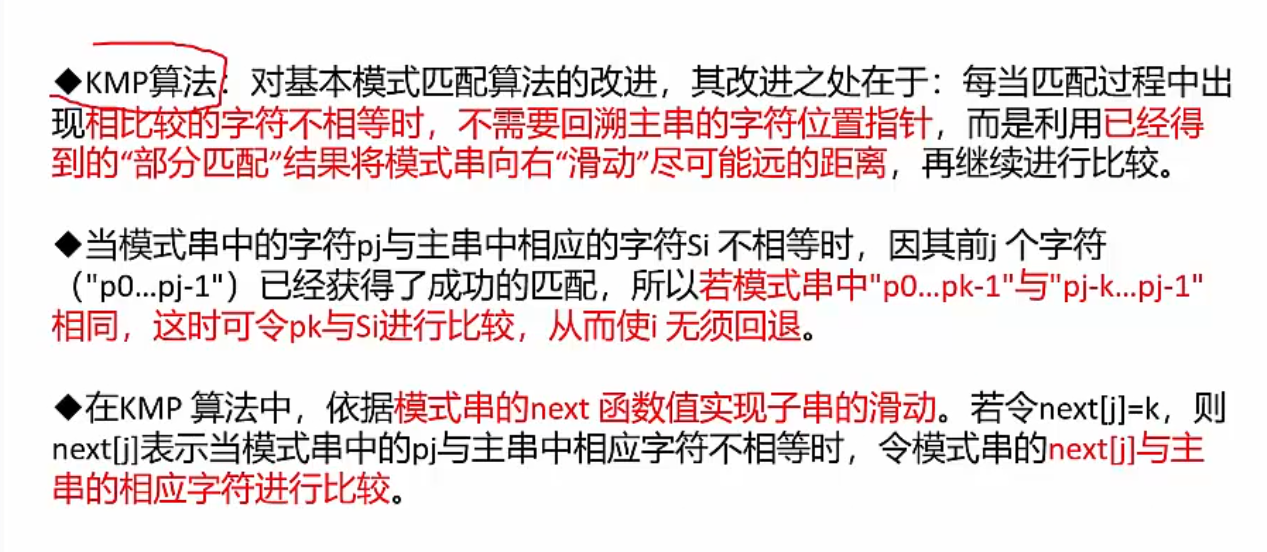 ◆KMP算法：对基本模式匹配算法的改进，其改进之处在于：每当匹配过程中出
现相比较的字符不相等时，不需要回溯主串的字符位置指针，而是利用已经得
到的“部分匹配”结果将模式串向右“滑动”尽可能远的距离，再继续进行比较。
◆当模式串中的字符pj与主串中相应的字符Si 不相等时，因其前j 个字符
（"p0...pj-1"）已经获得了成功的匹配，所以若模式串中"p0...pk-1"与"pj-k...pj-1"
相同，这时可令pk与Si进行比较，从而使i 无须回退。
◆在KMP 算法中，依据模式串的next 函数值实现子串的滑动。若令next[j]=k，则
next[j]表示当模式串中的pj与主串中相应字符不相等时，令模式串的next[j]与主
串的相应字符进行比较。